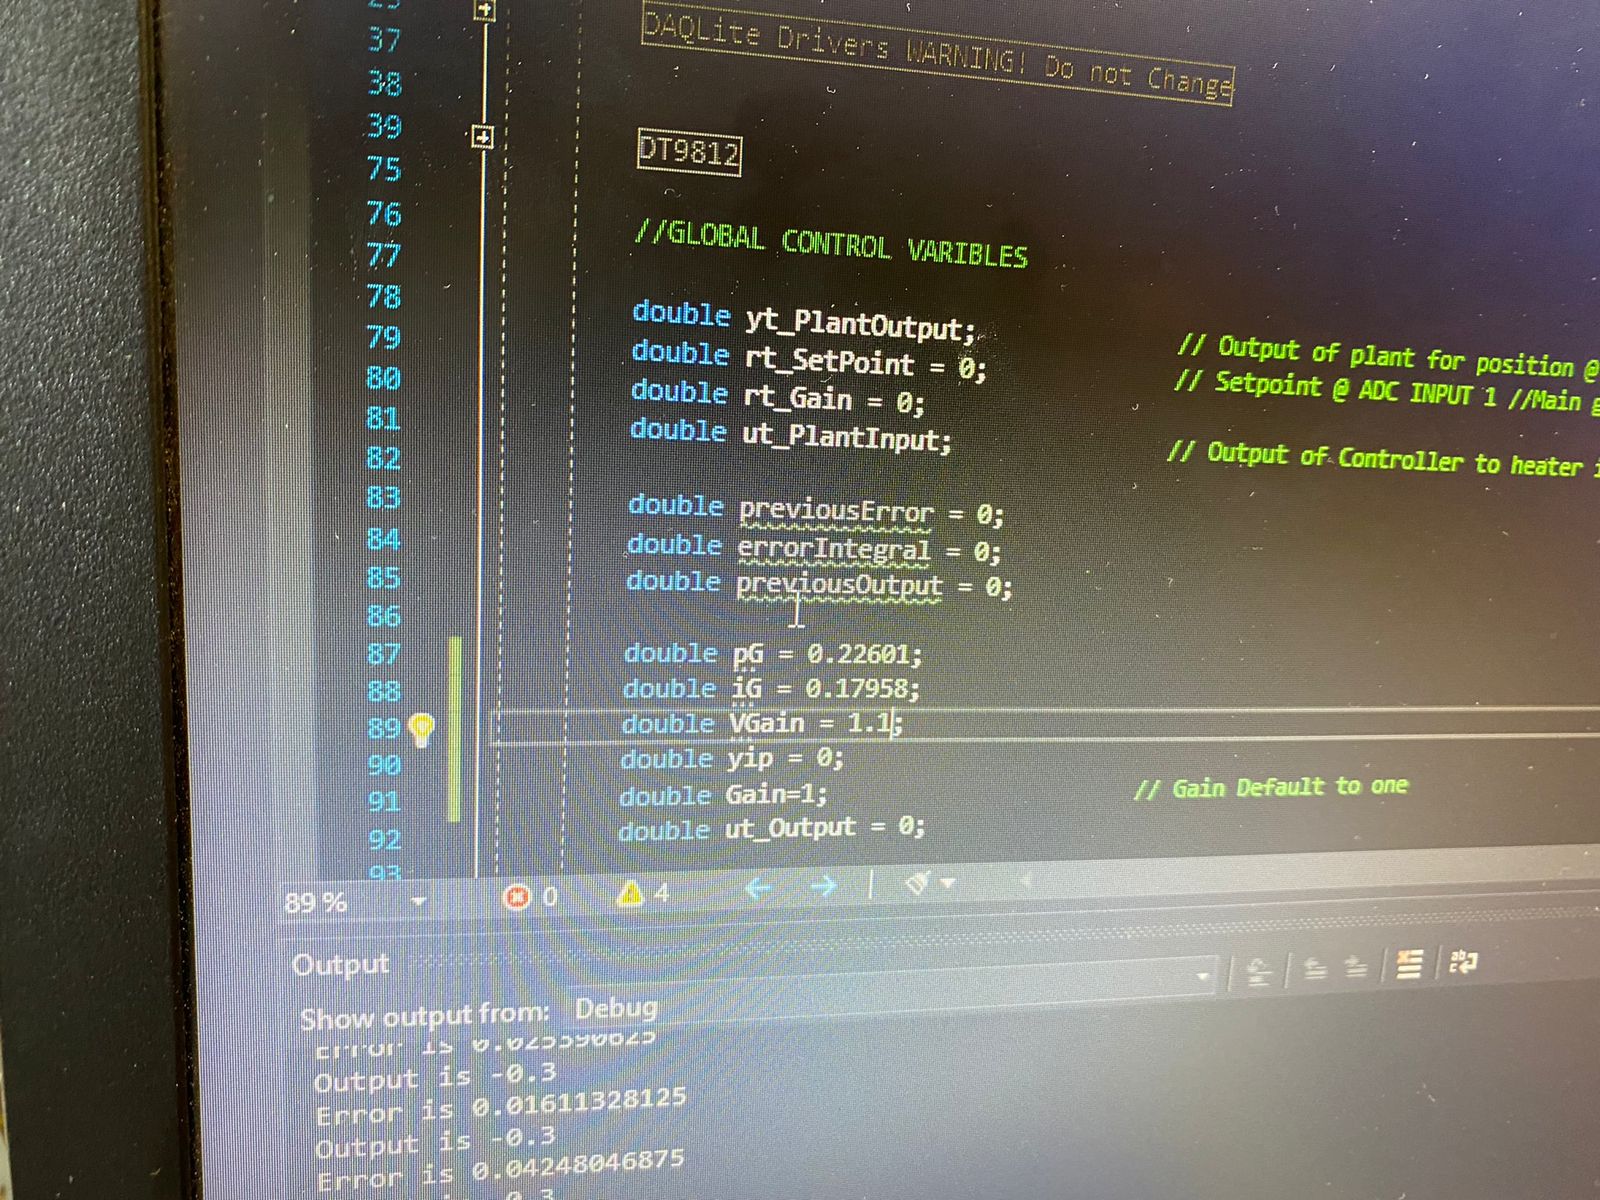 37 DAQLite Drivers WARNING! Do not Change
38
39 DT9812
75
76
77 //GLOBAL CONTROL VARIBLES
78
79 double yt_PlantOutput; // Output of plant for position @
80 double rt_SetPoint = 0; // Setpoint @ ADC INPUT 1 //Main
81 double rt_Gain = 0;
82 double ut_PlantInput; // Output of Controller to heater
83
84 double previousError = 0;
85 double errorIntegral = 0;
86 double previousOutput = 0;
87 double pG = 0.22601;
88 double iG = 0.17958;
89 double VGain = 1.1;
90 double yip = 0;
91 double Gain=1; // Gain Default to one
92 double ut_Output = 0;
93
89 % 0 4
Output
Show output from: Debug
Error is
Output is -0.3
Error is 0.01611328125
Output is -0.3
Error is 0.04248046875